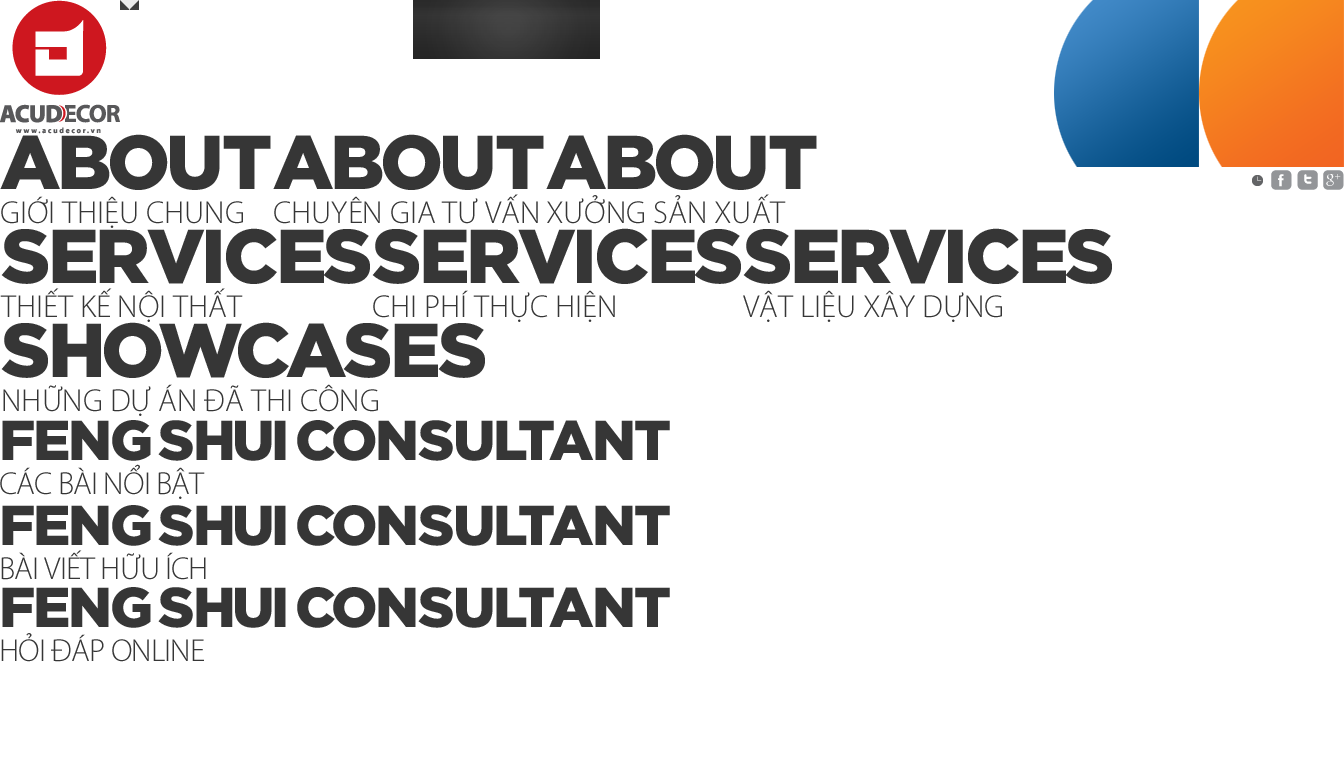 ACUDECOR
www.acudecor.vn
ABOUT ABOUT ABOUT
GIỚI THIỆU CHUNG CHUYÊN GIA TƯ VẤN XƯỞNG SẢN XUẤT
SERVICES SERVICES SERVICES
THIẾT KẾ NỘI THẤT CHI PHÍ THỰC HIỆN VẬT LIỆU XÂY DỰNG
SHOWCASES
NHỮNG DỰ ÁN ĐÃ THI CÔNG
FENG SHUI CONSULTANT
CÁC BÀI NỔI BẬT
FENG SHUI CONSULTANT
BÀI VIẾT HỮU ÍCH
FENG SHUI CONSULTANT
HỎI ĐÁP ONLINE